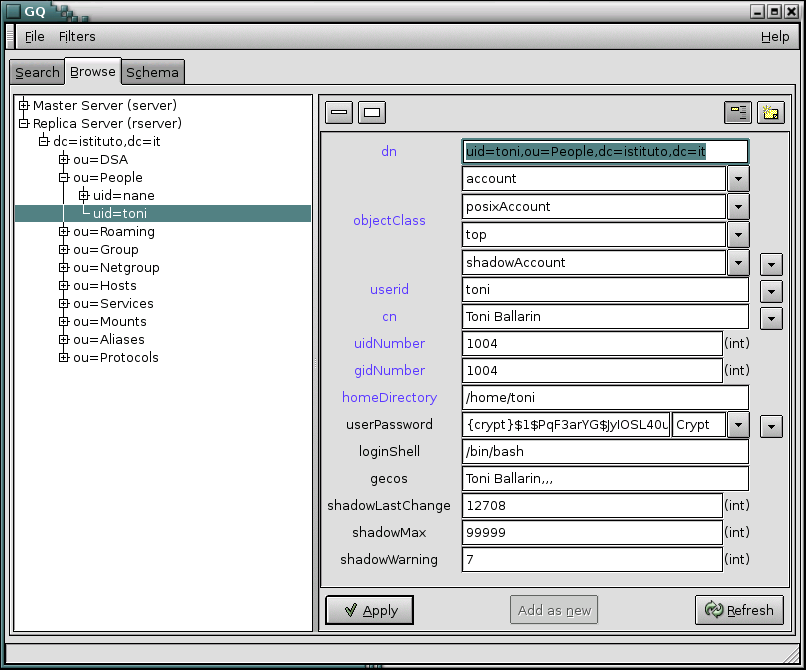 GQ
File Filters Help
Search Browse Schema
Master Server (server)
Replica Server (rserver)
dc=istituto,dc=it
ou=DSA
ou=People
uid=nane
uid=toni
ou=Roaming
ou=Group
ou=Netgroup
ou=Hosts
ou=Services
ou=Mounts
ou=Aliases
ou=Protocols
dn uid=toni,ou=People,dc=istituto,dc=it
objectClass account
posixAccount
top
shadowAccount
userid toni
cn Toni Ballarin
uidNumber 1004 (int)
gidNumber 1004 (int)
homeDirectory /home/toni
userPassword {crypt}$1$PqF3arYG$JyIOSL40u Crypt
loginShell /bin/bash
gecos Toni Ballarin,,,
shadowLastChange 12708 (int)
shadowMax 99999 (int)
shadowWarning 7 (int)
Apply Add as new Refresh